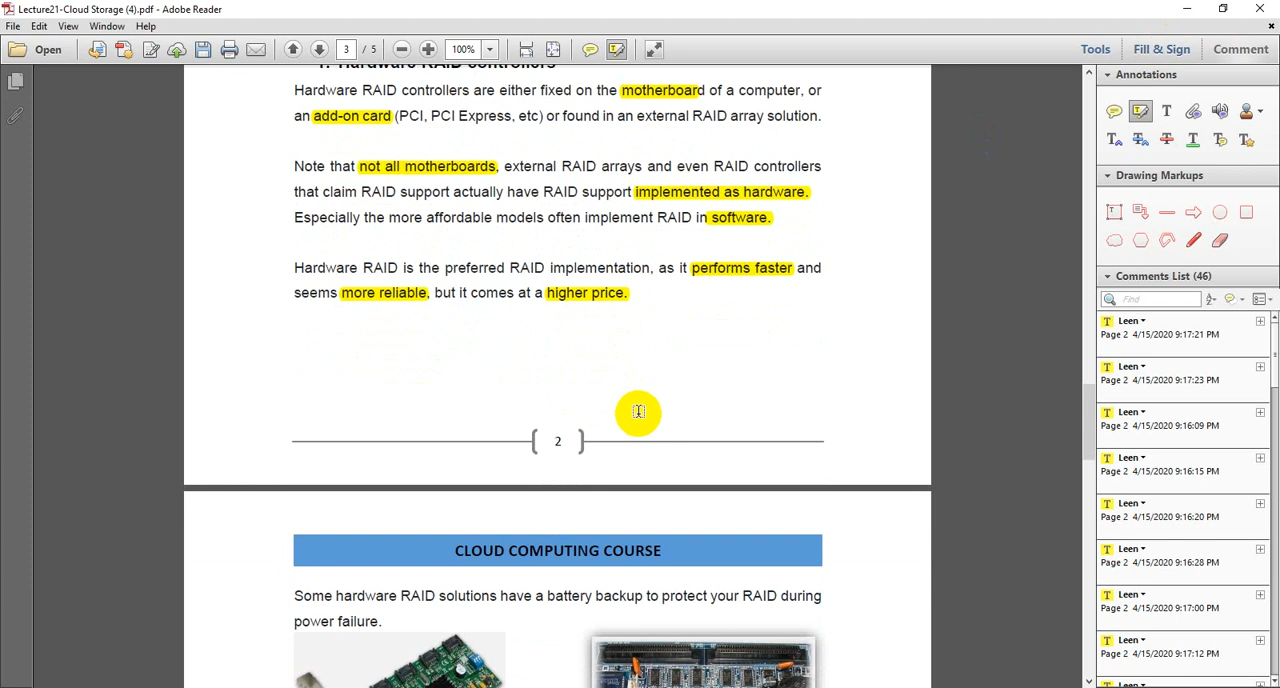 Lecture21-Cloud Storage (4).pdf - Adobe Reader
File Edit View Window Help
Open 3 / 5 100% Tools Fill & Sign Comment
1. Hardware RAID controllers
Hardware RAID controllers are either fixed on the motherboard of a computer, or
an add-on card (PCI, PCI Express, etc) or found in an external RAID array solution.
Note that not all motherboards, external RAID arrays and even RAID controllers
that claim RAID support actually have RAID support implemented as hardware.
Especially the more affordable models often implement RAID in software.
Hardware RAID is the preferred RAID implementation, as it performs faster and
seems more reliable, but it comes at a higher price.
2
CLOUD COMPUTING COURSE
Some hardware RAID solutions have a battery backup to protect your RAID during
power failure.
Annotations
Drawing Markups
Comments List (46)
Find
Leen
Page 2 4/15/2020 9:17:21 PM
Leen
Page 2 4/15/2020 9:17:23 PM
Leen
Page 2 4/15/2020 9:16:09 PM
Leen
Page 2 4/15/2020 9:16:15 PM
Leen
Page 2 4/15/2020 9:16:20 PM
Leen
Page 2 4/15/2020 9:16:28 PM
Leen
Page 2 4/15/2020 9:17:00 PM
Leen
Page 2 4/15/2020 9:17:12 PM